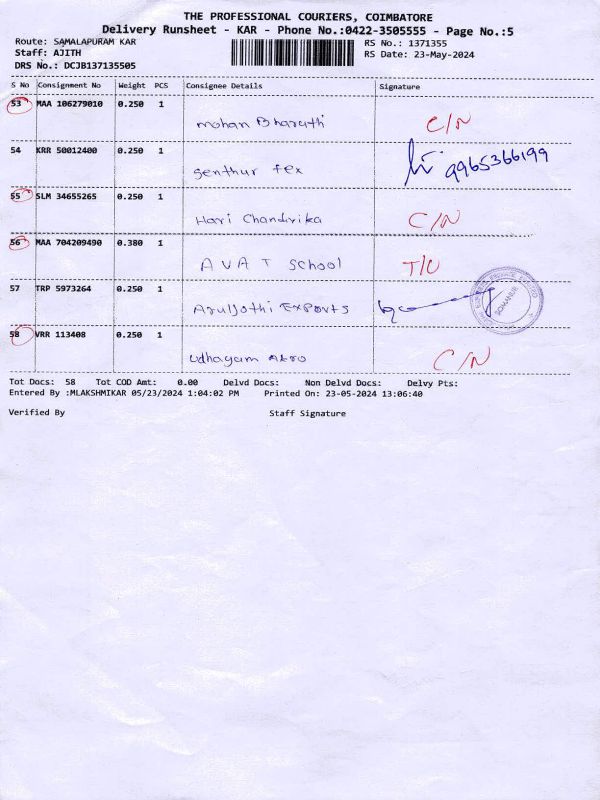 THE PROFESSIONAL COURIERS, COIMBATORE
Delivery Runsheet - KAR - Phone No.:0422-3505555 - Page No.:5
Route: SAMALAPURAM KAR RS No.: 1371355
Staff: AJITH RS Date: 23-May-2024
DRS No.: DCJB137135505
S No Consignment No Weight PCS Consignee Details Signature
53 MAA 106279010 0.250 1
mohan Bharathi C/N
54 KRR 50012400 0.250 1
Senthur tex 9965366199
55 SLM 34655265 0.250 1
Hari Chandrika C/N
56 MAA 704209490 0.380 1
A V A T School T/U
57 TRP 5973264 0.250 1
Aruljothi Exports
SOMANUR
58 VRR 113408 0.250 1
Udhayam C/N
Tot Docs: 58 Tot COD Amt: 0.00 Delvd Docs: Non Delvd Docs: Delvy Pts:
Entered By :MLAKSHMIKAR 05/23/2024 1:04:02 PM Printed On: 23-05-2024 13:06:40
Verified By Staff Signature